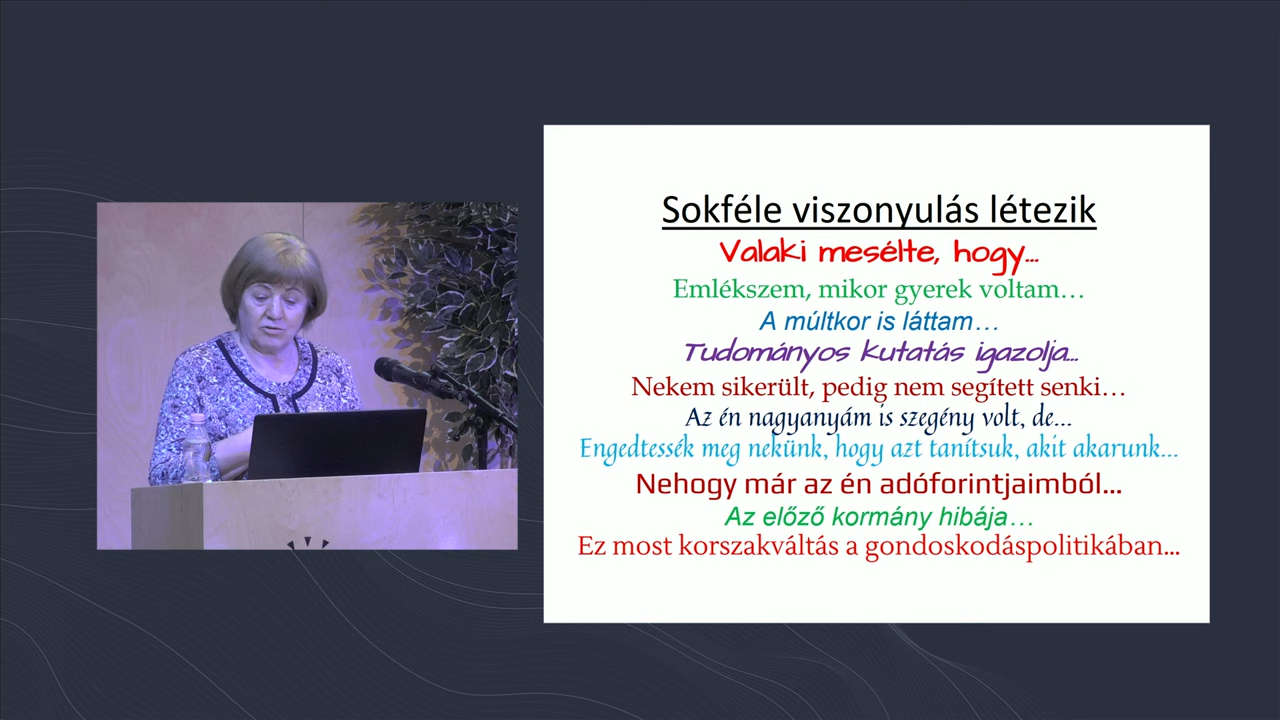 Sokféle viszonyulás létezik
Valaki mesélte, hogy...
Emlékszem, mikor gyerek voltam…
A múltkor is láttam…
Tudományos kutatás igazolja...
Nekem sikerült, pedig nem segített senki…
Az én nagyanyám is szegény volt, de...
Engedtessék meg nekünk, hogy azt tanítsuk, akit akarunk...
Nehogy már az én adóforintjaimból...
Az előző kormány hibája…
Ez most korszakváltás a gondoskodáspolitikában...